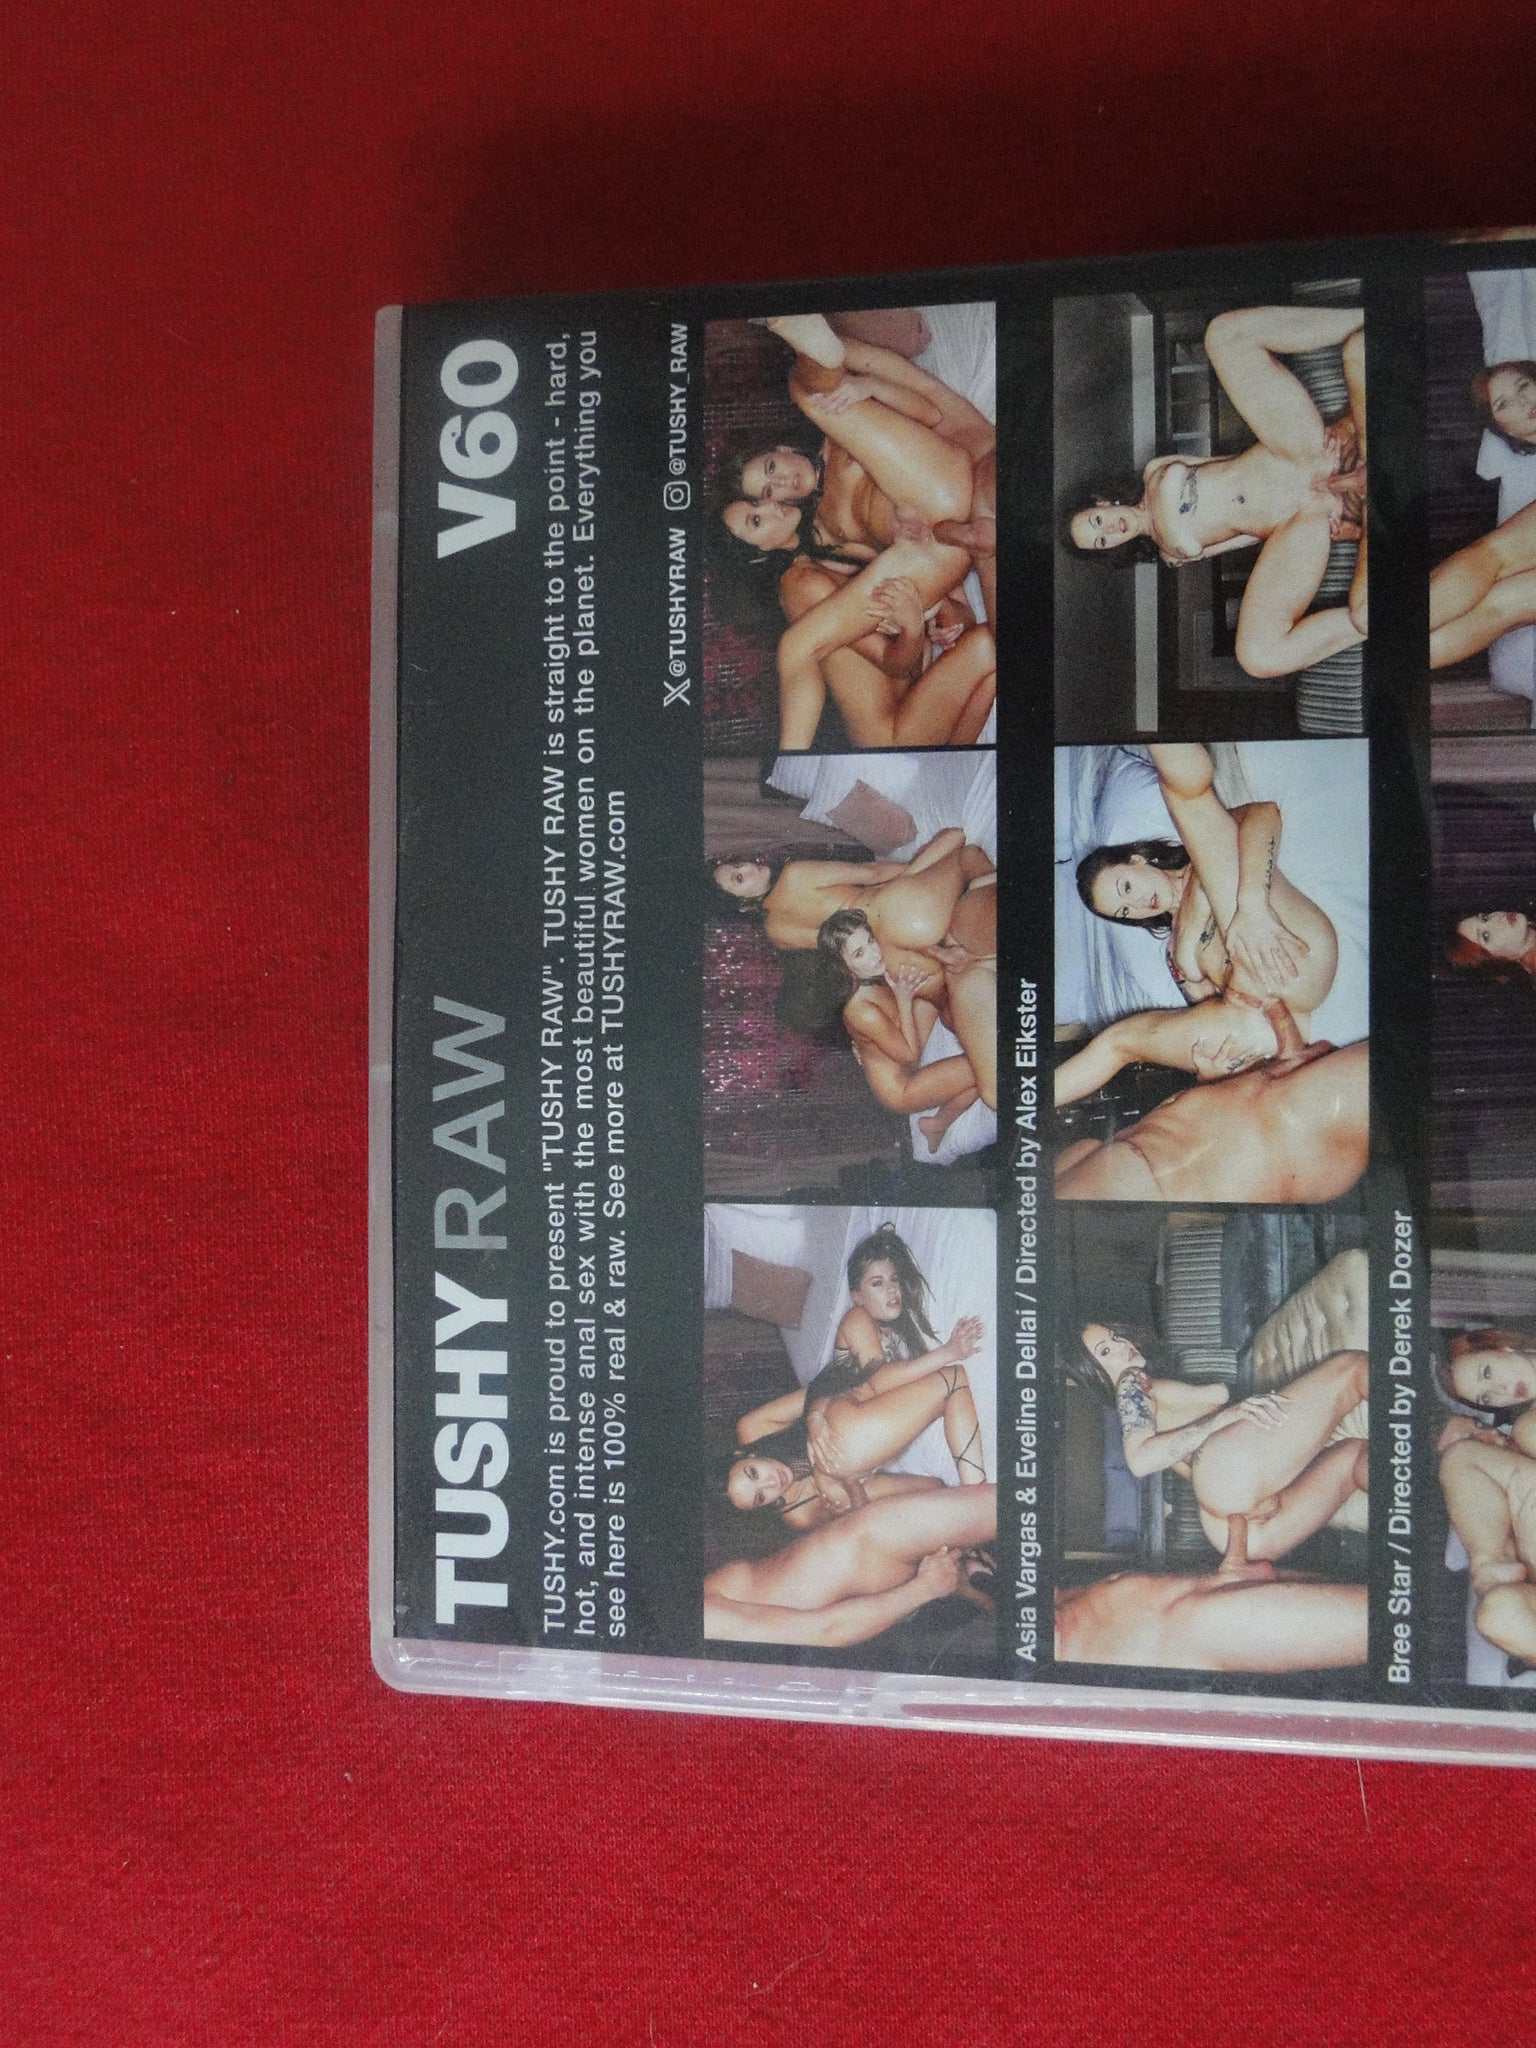 TUSHY RAW V60
TUSHY.com is proud to present "TUSHY RAW". TUSHY RAW is straight to the point - hard,
hot, and intense anal sex with the most beautiful women on the planet. Everything you
see here is 100% real & raw. See more at TUSHYRAW.com
X @TUSHYRAW @TUSHY_RAW
Asia Vargas & Eveline Dellai / Directed by Alex Eikster
Bree Star / Directed by Derek Dozer